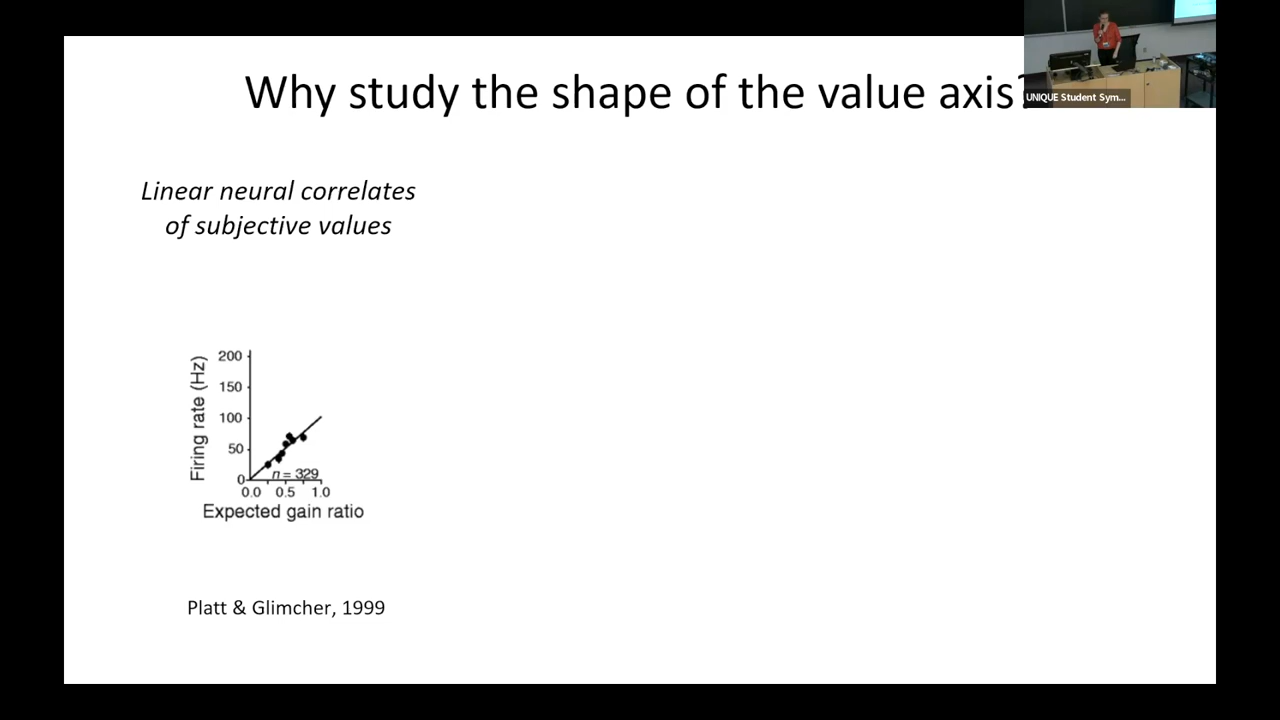 Why study the shape of the value axis?
UNIQUE Student Sym...
Linear neural correlates
of subjective values
Firing rate (Hz)
200
150
100
50
0
n = 329
0.0 0.5 1.0
Expected gain ratio
Platt & Glimcher, 1999